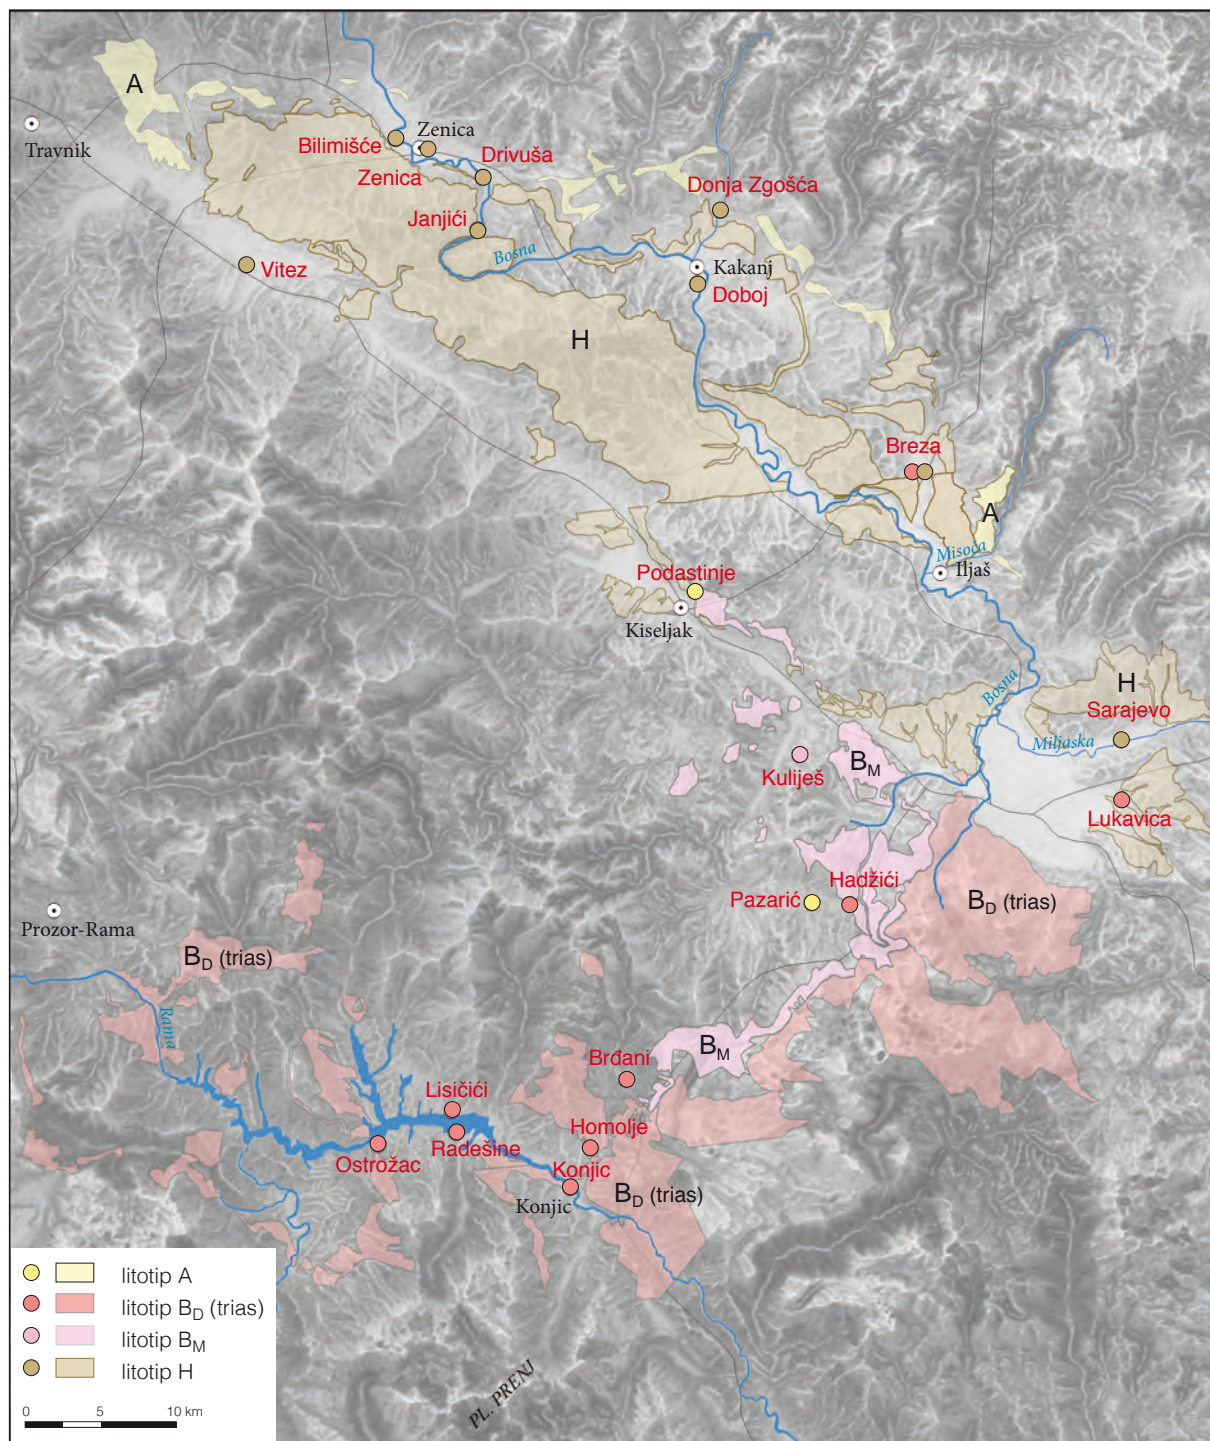 A
Travnik
Bilimišće
Zenica
Zenica
Drivuša
Janjići
Donja Zgošća
Bosna
Vitez
Kakanj
Doboj
H
Breza
A
Misoča
Iljaš
Podastinje
Kiseljak
Bosna
H
Sarajevo
Miljaska
Kuliješ
BM
Lukavica
Hadžići
Pazarić
BD (trias)
Prozor-Rama
BD (trias)
Rama
BM
Brđani
Lisičići
Radešine
Homolje
Ostrožac
Konjic
Konjic
BD (trias)
PL. PRENJ
litotip A
litotip BD (trias)
litotip BM
litotip H
0 5 10 km